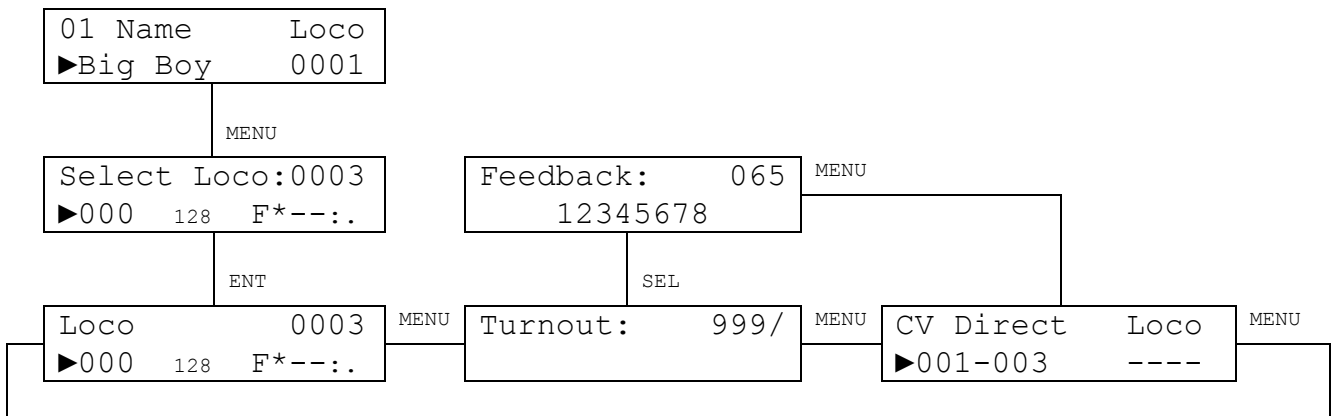 01 Name Loco
►Big Boy 0001
MENU
Select Loco:0003
►000 128 F*--:.
ENT
Loco 0003
►000 128 F*--:.
MENU
Feedback: 065
12345678
MENU
SEL
Turnout: 999/
MENU
CV Direct Loco
►001-003 ----
MENU